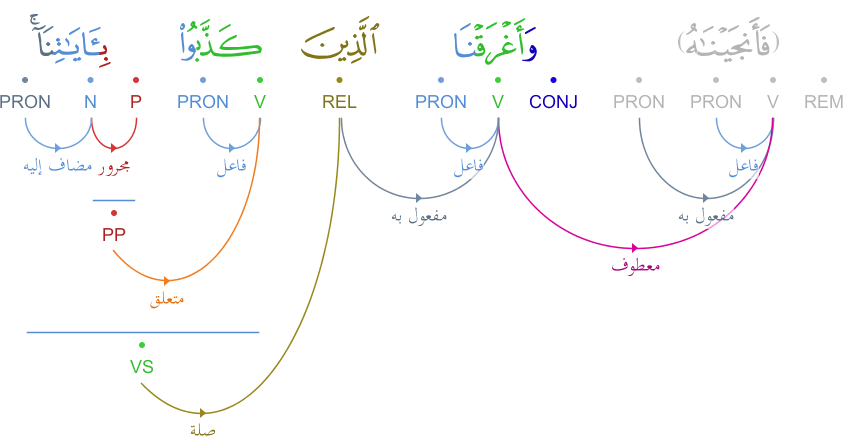 (فَأَنجَيْنَـٰهُ) وَأَغْرَقْنَا ٱلَّذِينَ كَذَّبُوا۟ بِـَٔايَـٰتِنَآ ۚ
PRON N P PRON V REL PRON V CONJ PRON PRON V REM
فاعل فاعل فاعل مجرور مضاف إليه
مفعول به مفعول به
PP
معطوف
متعلق
VS
صلة